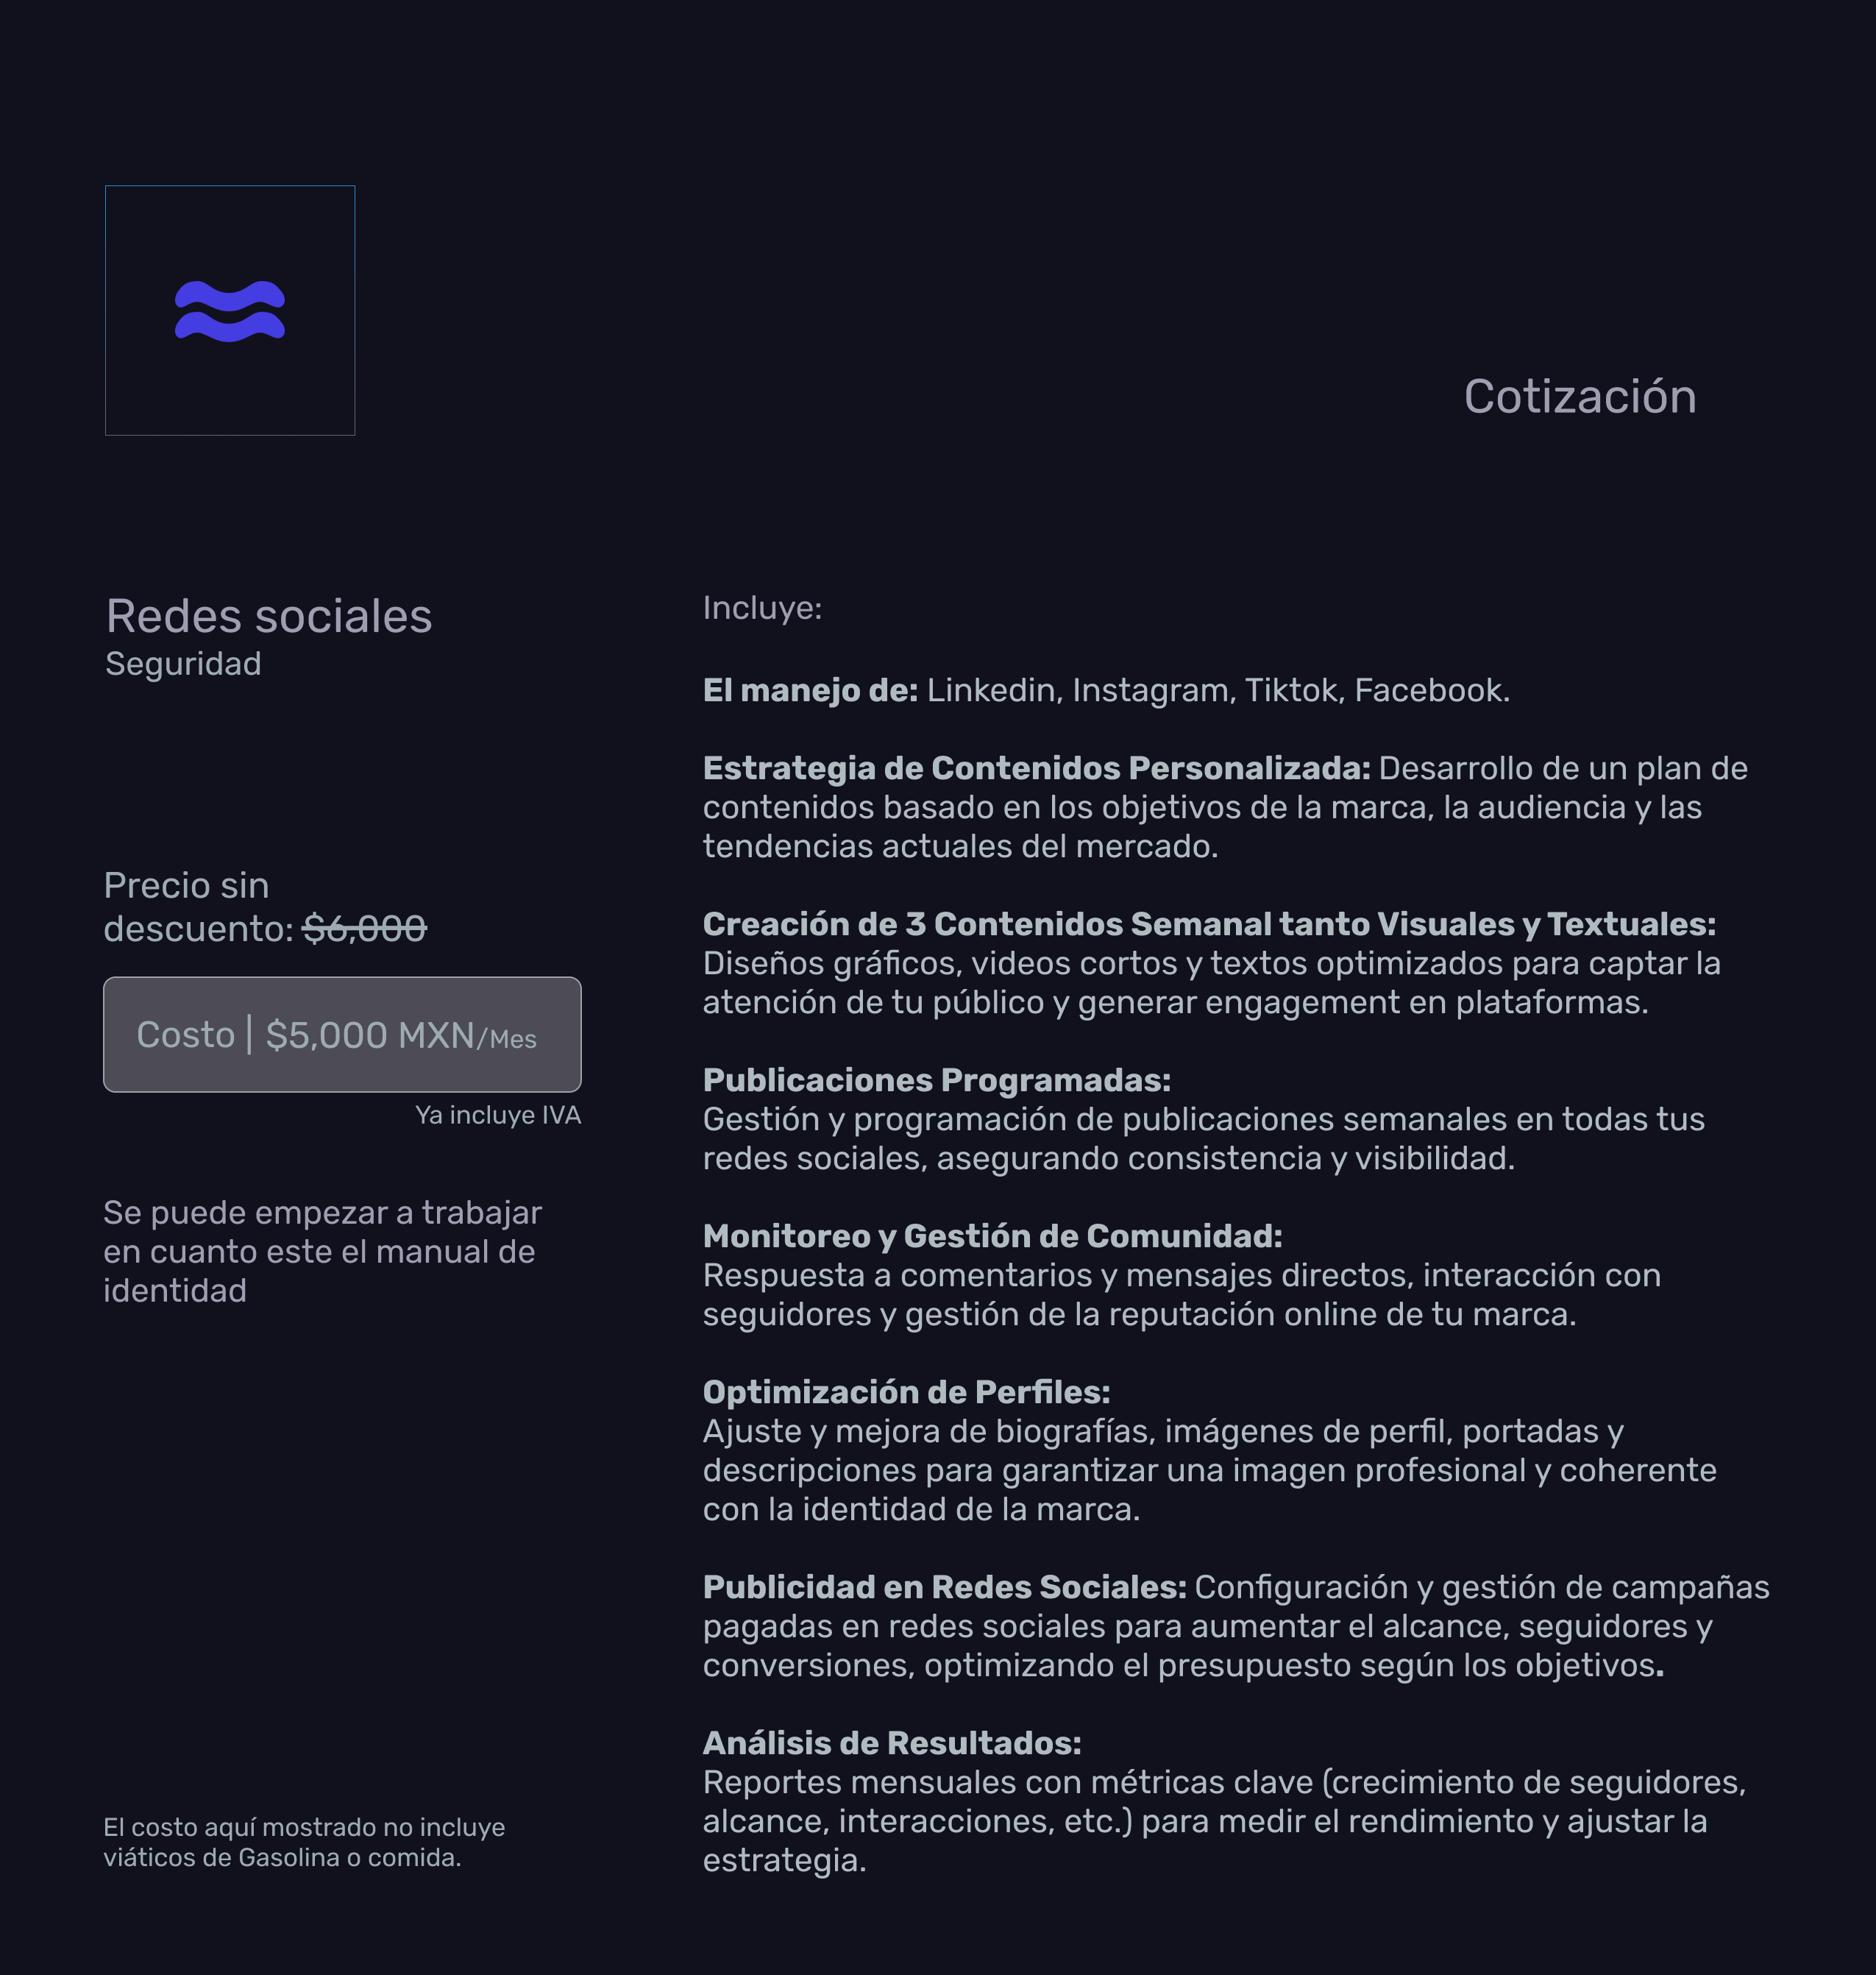 Cotización
Redes sociales
Seguridad
Precio sin
descuento: $6,000
Costo | $5,000 MXN/Mes
Ya incluye IVA
Se puede empezar a trabajar
en cuanto este el manual de
identidad
El costo aquí mostrado no incluye
viáticos de Gasolina o comida.
Incluye:
El manejo de: Linkedin, Instagram, Tiktok, Facebook.
Estrategia de Contenidos Personalizada: Desarrollo de un plan de
contenidos basado en los objetivos de la marca, la audiencia y las
tendencias actuales del mercado.
Creación de 3 Contenidos Semanal tanto Visuales y Textuales:
Diseños gráficos, videos cortos y textos optimizados para captar la
atención de tu público y generar engagement en plataformas.
Publicaciones Programadas:
Gestión y programación de publicaciones semanales en todas tus
redes sociales, asegurando consistencia y visibilidad.
Monitoreo y Gestión de Comunidad:
Respuesta a comentarios y mensajes directos, interacción con
seguidores y gestión de la reputación online de tu marca.
Optimización de Perfiles:
Ajuste y mejora de biografías, imágenes de perfil, portadas y
descripciones para garantizar una imagen profesional y coherente
con la identidad de la marca.
Publicidad en Redes Sociales: Configuración y gestión de campañas
pagadas en redes sociales para aumentar el alcance, seguidores y
conversiones, optimizando el presupuesto según los objetivos.
Análisis de Resultados:
Reportes mensuales con métricas clave (crecimiento de seguidores,
alcance, interacciones, etc.) para medir el rendimiento y ajustar la
estrategia.